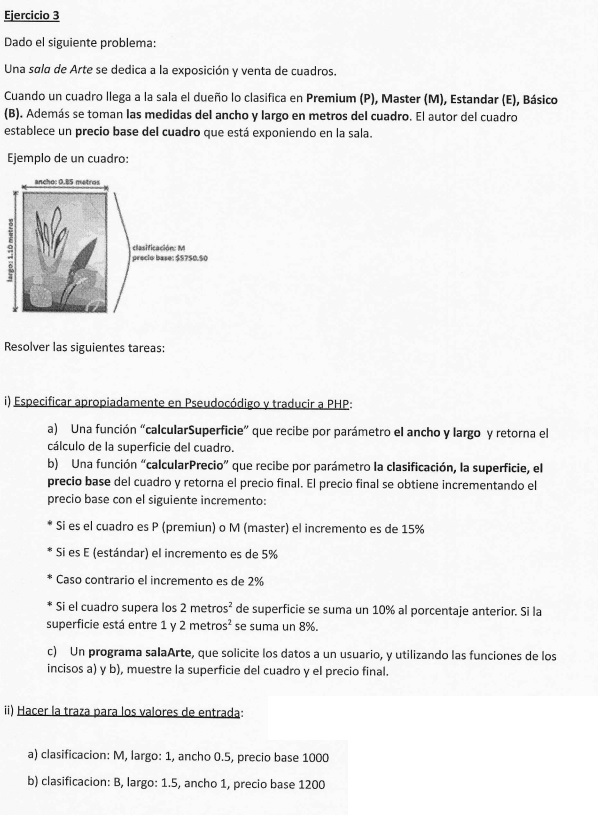 Ejercicio 3
Dado el siguiente problema:
Una sala de Arte se dedica a la exposición y venta de cuadros.
Cuando un cuadro llega a la sala el dueño lo clasifica en Premium (P), Master (M), Estandar (E), Básico
(B). Además se toman las medidas del ancho y largo en metros del cuadro. El autor del cuadro
establece un precio base del cuadro que está exponiendo en la sala.
Ejemplo de un cuadro:
ancho: 0.85 metros
largo: 1.10 metros
clasificación: M
precio base: $5750.50
Resolver las siguientes tareas:
i) Especificar apropiadamente en Pseudocódigo y traducir a PHP:
a) Una función “calcularSuperficie” que recibe por parámetro el ancho y largo y retorna el
cálculo de la superficie del cuadro.
b) Una función “calcularPrecio” que recibe por parámetro la clasificación, la superficie, el
precio base del cuadro y retorna el precio final. El precio final se obtiene incrementando el
precio base con el siguiente incremento:
* Si es el cuadro es P (premiun) o M (master) el incremento es de 15%
* Si es E (estándar) el incremento es de 5%
* Caso contrario el incremento es de 2%
* Si el cuadro supera los 2 metros² de superficie se suma un 10% al porcentaje anterior. Si la
superficie está entre 1 y 2 metros² se suma un 8%.
c) Un programa salaArte, que solicite los datos a un usuario, y utilizando las funciones de los
incisos a) y b), muestre la superficie del cuadro y el precio final.
ii) Hacer la traza para los valores de entrada:
a) clasificacion: M, largo: 1, ancho 0.5, precio base 1000
b) clasificacion: B, largo: 1.5, ancho 1, precio base 1200